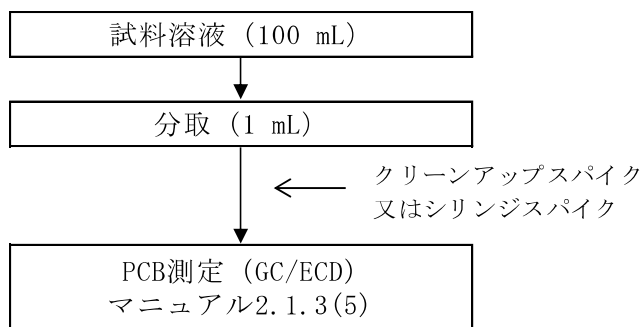 試料溶液 (100 mL)
分取 (1 mL)
クリーンアップスパイク
又はシリンジスパイク
PCB測定 (GC/ECD)
マニュアル2.1.3(5)